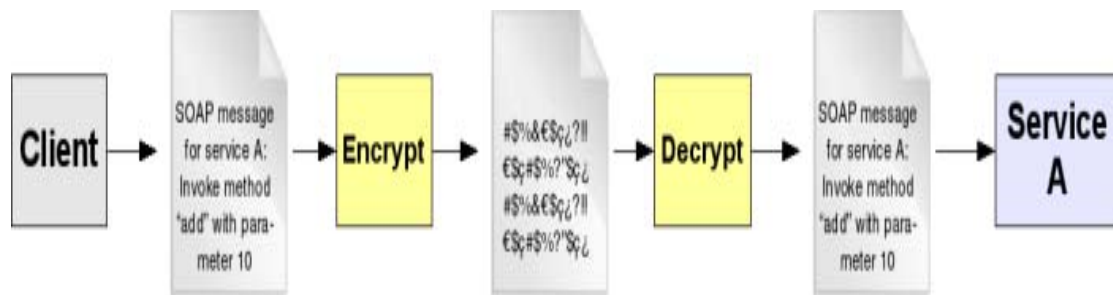 Client
SOAP message
for service A:
Invoke method
"add" with para-
meter 10
Encrypt
#$%&€$ç¿?!!
€$ç#$%?"$ç¿
#$%&€$ç¿?!!
€$ç#$%?"$ç¿
Decrypt
SOAP message
for service A:
Invoke method
"add" with para-
meter 10
Service
A